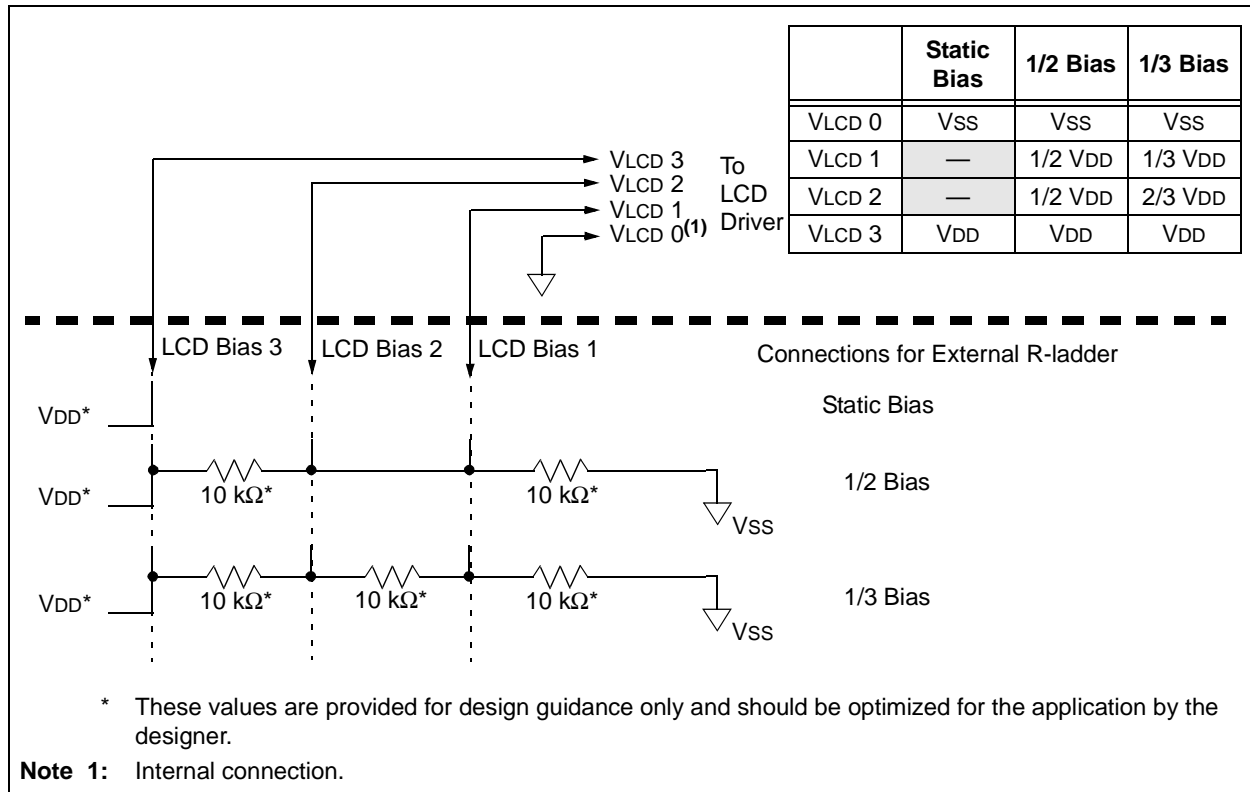 Static Bias 1/2 Bias 1/3 Bias
VLCD 0 VSS VSS VSS
VLCD 1 — 1/2 VDD 1/3 VDD
VLCD 2 — 1/2 VDD 2/3 VDD
VLCD 3 VDD VDD VDD
VLCD 3
VLCD 2
VLCD 1
VLCD 0(1)
To
LCD
Driver
LCD Bias 3 LCD Bias 2 LCD Bias 1 Connections for External R-ladder
VDD* Static Bias
VDD* 10 kΩ* 10 kΩ* VSS 1/2 Bias
VDD* 10 kΩ* 10 kΩ* 10 kΩ* VSS 1/3 Bias
* These values are provided for design guidance only and should be optimized for the application by the
designer.
Note 1: Internal connection.